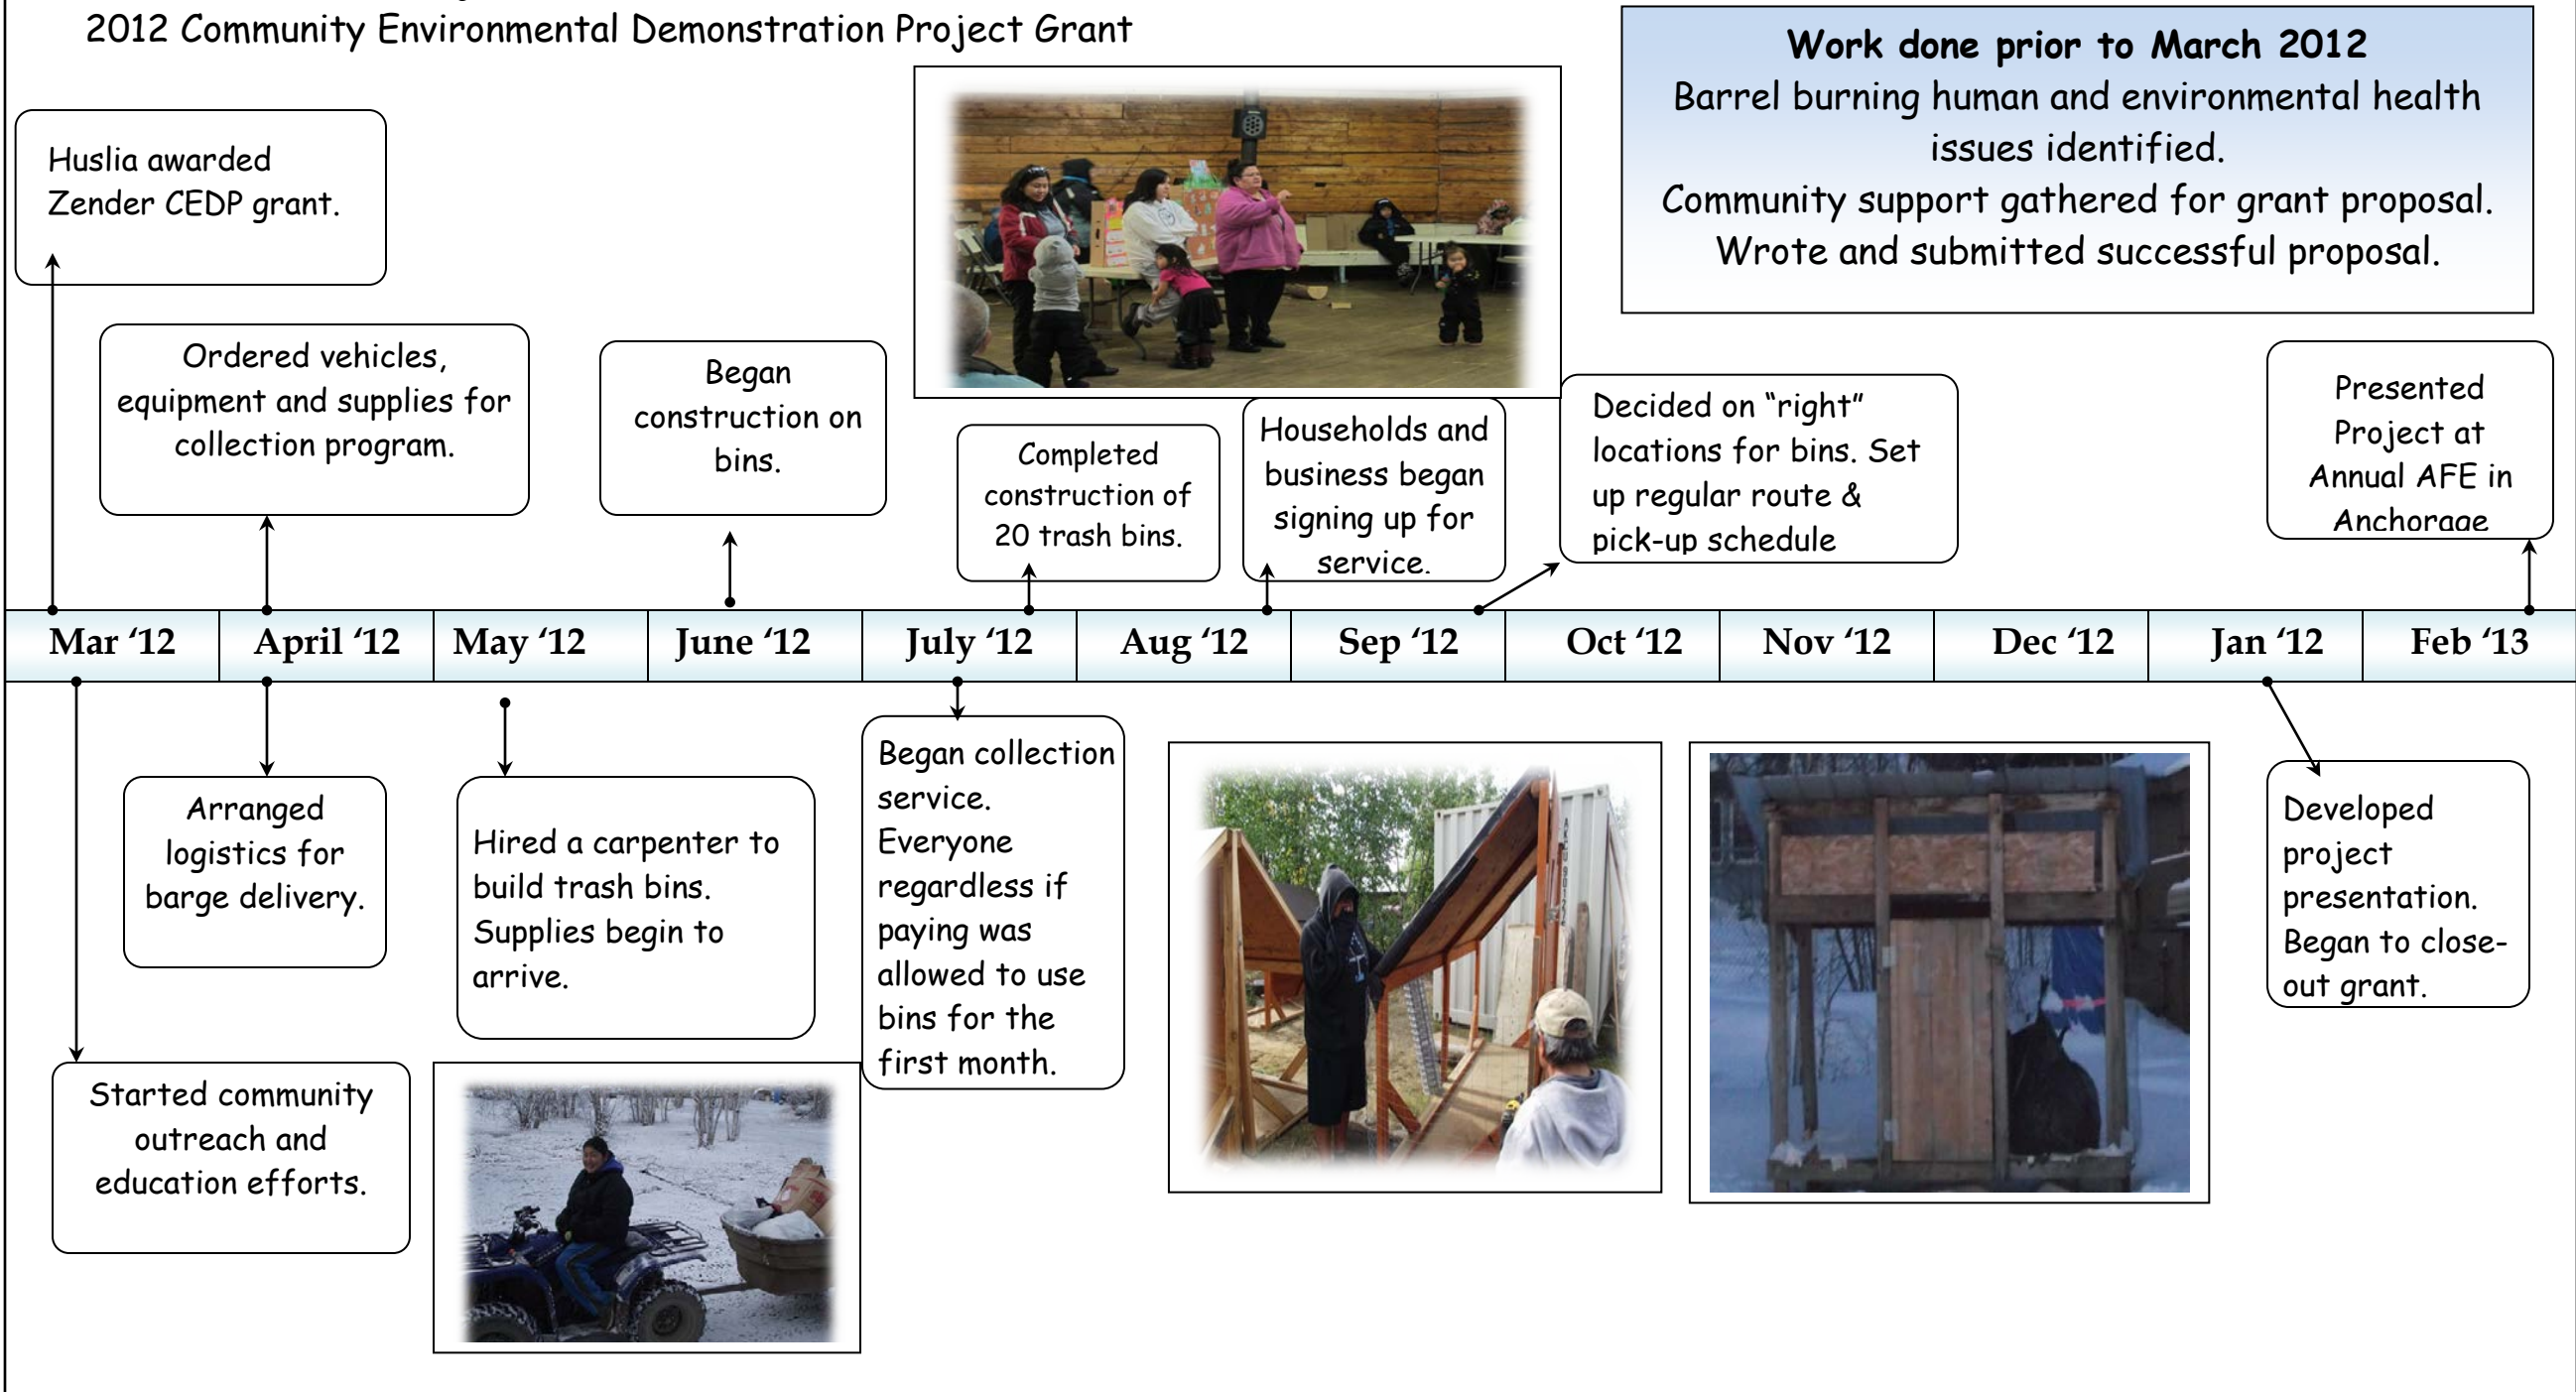 2012 Community Environmental Demonstration Project Grant
Work done prior to March 2012
Barrel burning human and environmental health
issues identified.
Community support gathered for grant proposal.
Wrote and submitted successful proposal.
Huslia awarded
Zender CEDP grant.
Ordered vehicles,
equipment and supplies for
collection program.
Began
construction on
bins.
Completed
construction of
20 trash bins.
Households and
business began
signing up for
service.
Decided on “right”
locations for bins. Set
up regular route &
pick-up schedule
Presented
Project at
Annual AFE in
Anchorage
Mar ‘12 April ‘12 May ‘12 June ‘12 July ‘12 Aug ‘12 Sep ‘12 Oct ‘12 Nov ‘12 Dec ‘12 Jan ‘12 Feb ‘13
Arranged
logistics for
barge delivery.
Hired a carpenter to
build trash bins.
Supplies begin to
arrive.
Began collection
service.
Everyone
regardless if
paying was
allowed to use
bins for the
first month.
Developed
project
presentation.
Began to close-
out grant.
Started community
outreach and
education efforts.